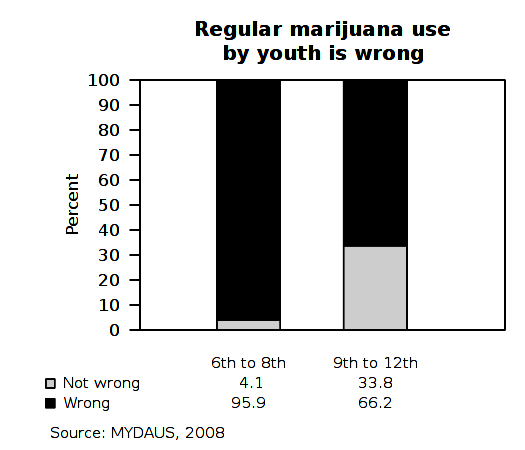 Regular marijuana use
by youth is wrong
Percent
100
90
80
70
60
50
40
30
20
10
0
6th to 8th 9th to 12th
Not wrong 4.1 33.8
Wrong 95.9 66.2
Source: MYDAUS, 2008